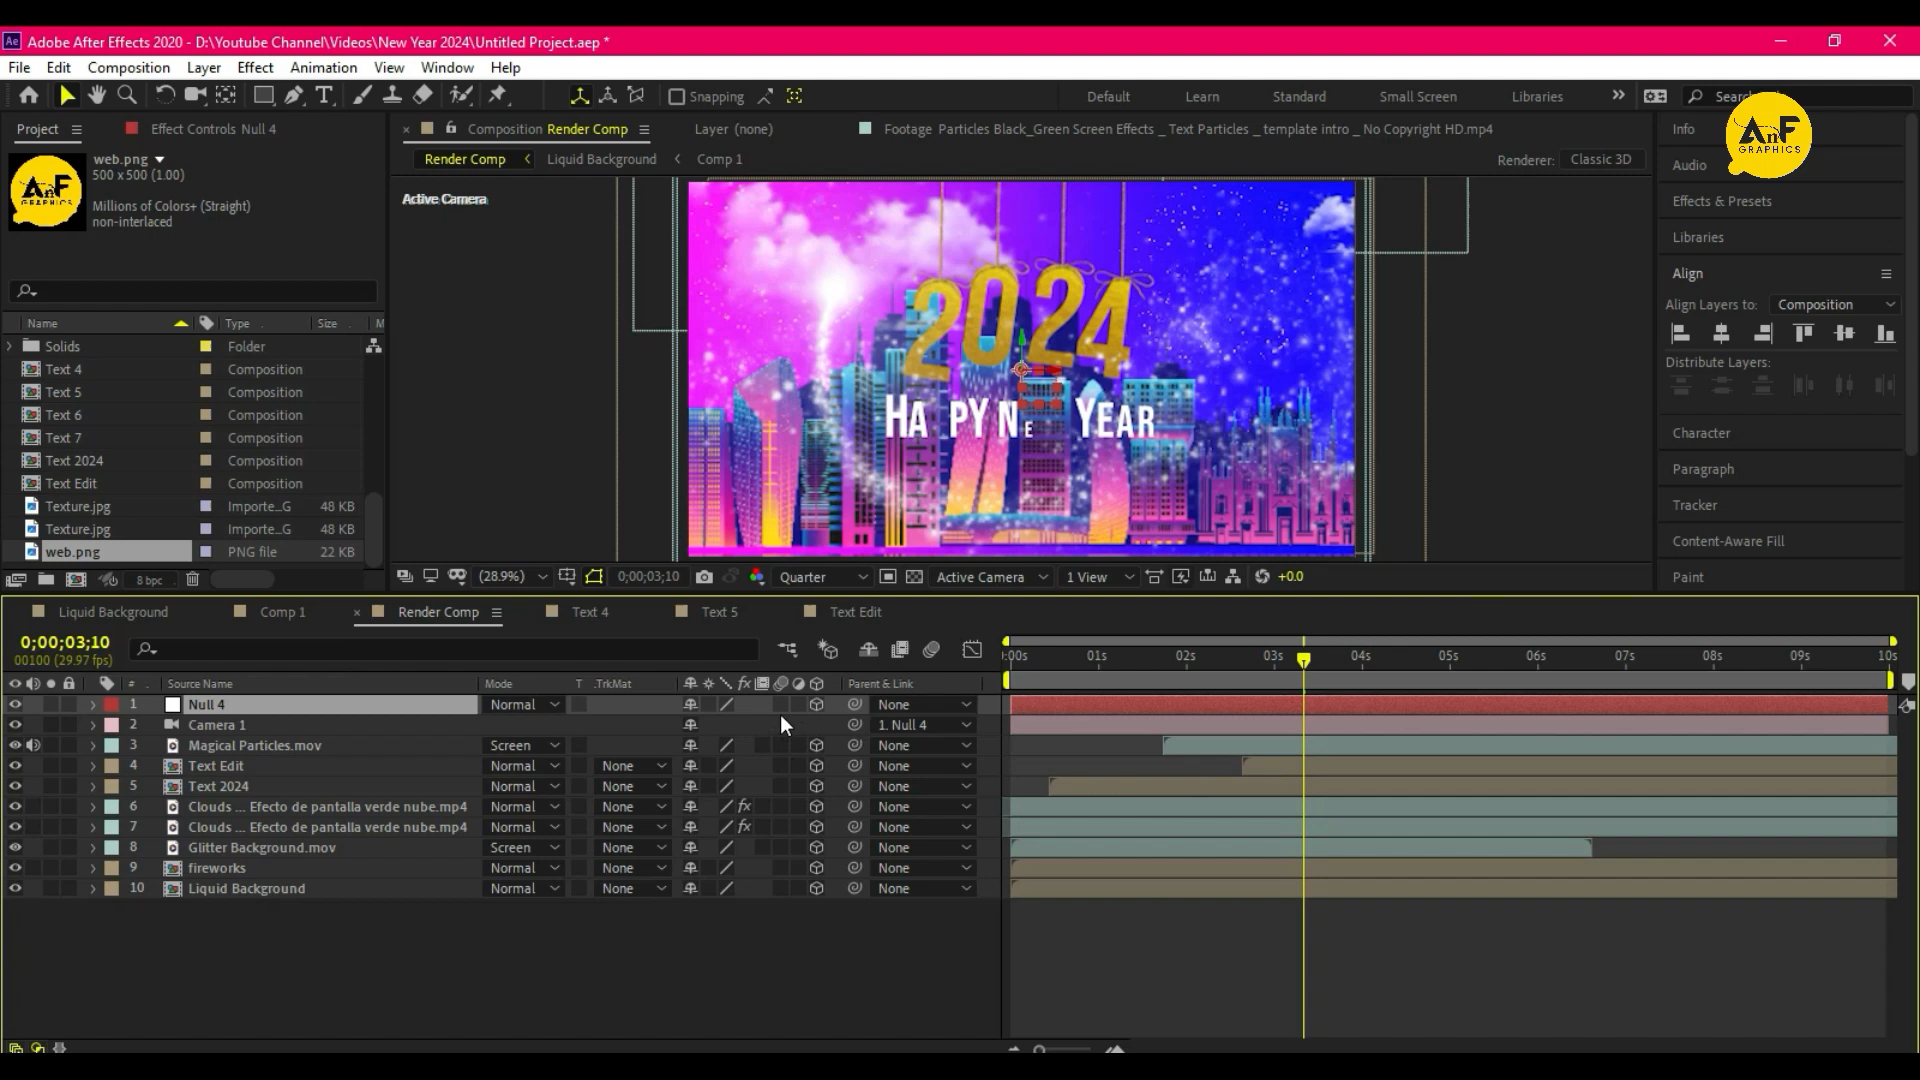 Ae Adobe After Effects 2020 - D:\Youtube Channel\Videos\New Year 2024\Untitled Project.aep *
File Edit Composition Layer Effect Animation View Window Help
Snapping Default Learn Standard Small Screen Libraries
AnF
GRAPHICS
Project Effect Controls Null 4
Composition Render Comp Layer (none) Footage Particles Black_Green Screen Effects _ Text Particles _ template intro _ No Copyright HD.mp4
Render Comp Liquid Background Comp 1
Renderer: Classic 3D
web.png
500 x 500 (1.00)
Millions of Colors+ (Straight)
non-interlaced
AnF
GRAPHICS
Name Type Size M
Solids Folder
Text 4 Composition
Text 5 Composition
Text 6 Composition
Text 7 Composition
Text 2024 Composition
Text Edit Composition
Texture.jpg Importe...G 48 KB
Texture.jpg Importe...G 48 KB
web.png PNG file 22 KB
8 bpc
Active Camera
2024
HA PY NE YEAR
(28.9%) 0;00;03;10 Quarter Active Camera 1 View +0.0
Info
Audio
Effects & Presets
Libraries
Align
Align Layers to: Composition
Distribute Layers:
Character
Paragraph
Tracker
Content-Aware Fill
Paint
Liquid Background Comp 1 Render Comp Text 4 Text 5 Text Edit
0;00;03;10
00100 (29.97 fps)
:00s 01s 02s 03s 04s 05s 06s 07s 08s 09s 10s
# Source Name Mode T .TrkMat fx Parent & Link
1 Null 4 Normal None
2 Camera 1 1. Null 4
3 Magical Particles.mov Screen None
4 Text Edit Normal None None
5 Text 2024 Normal None None
6 Clouds ... Efecto de pantalla verde nube.mp4 Normal None fx None
7 Clouds ... Efecto de pantalla verde nube.mp4 Normal None fx None
8 Glitter Background.mov Screen None None
9 fireworks Normal None None
10 Liquid Background Normal None None